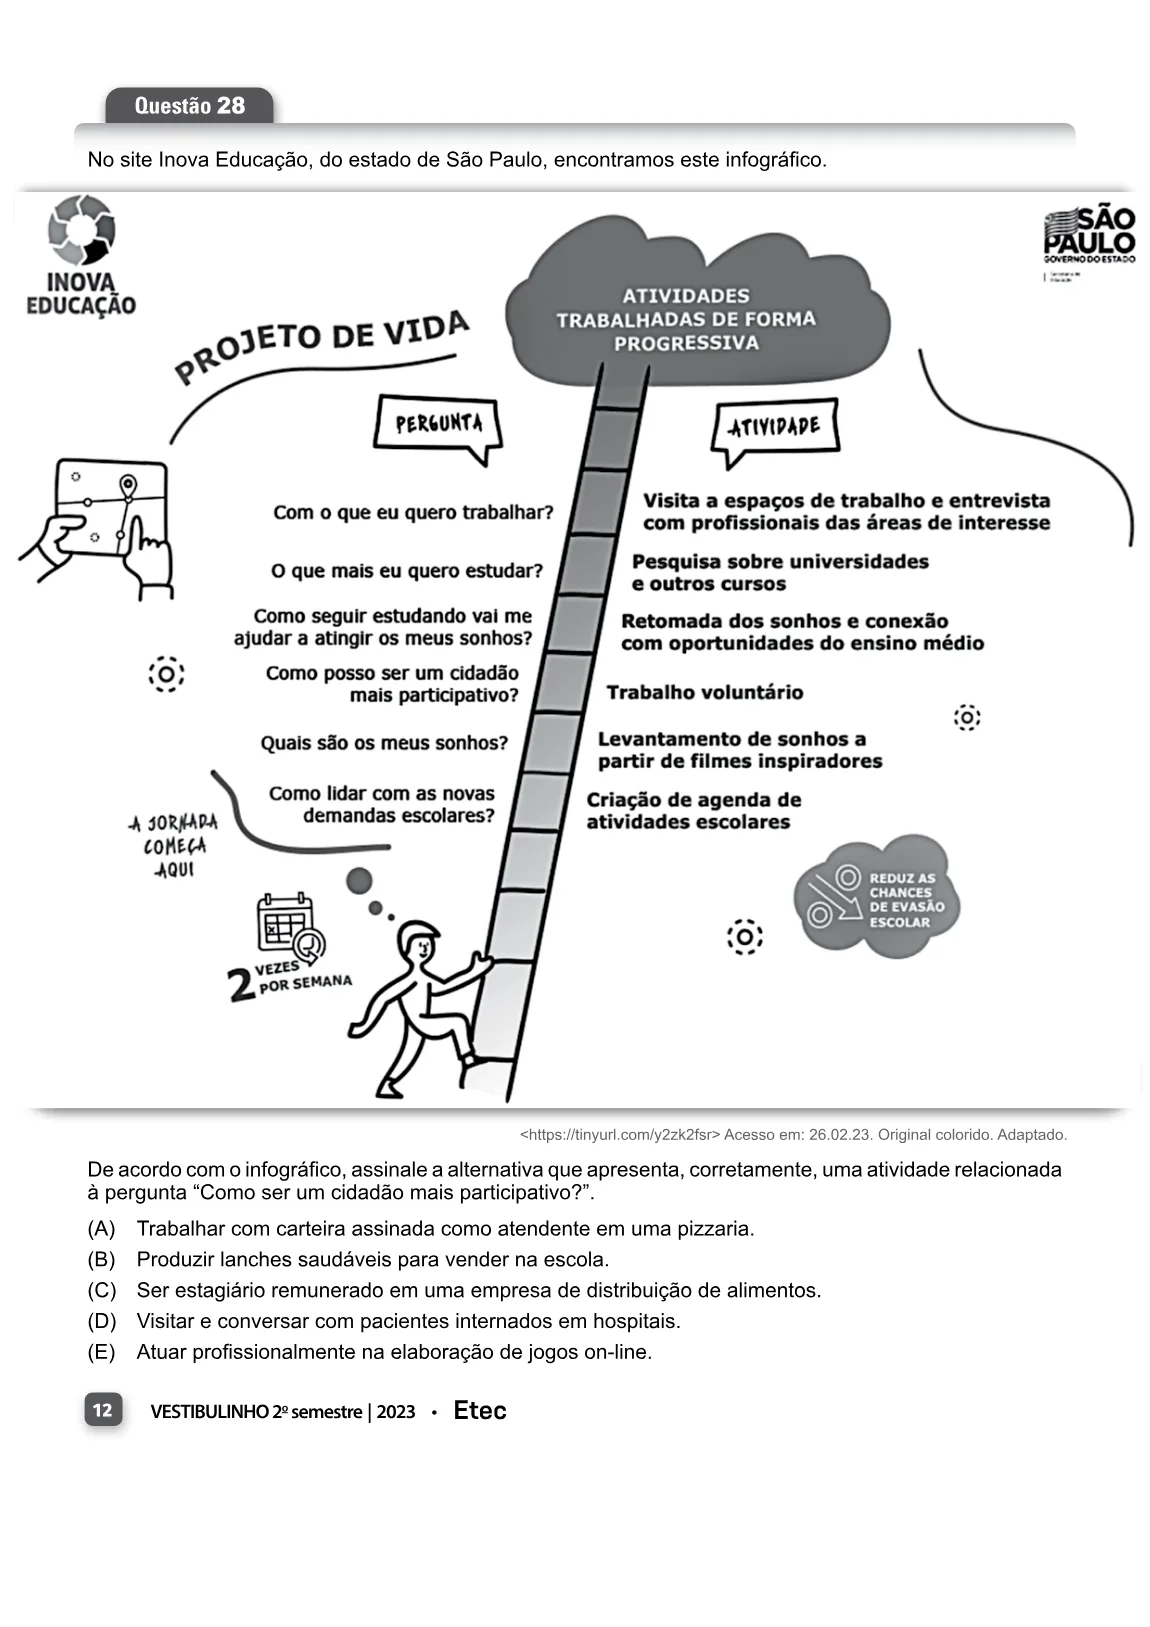 Questão 28
No site Inova Educação, do estado de São Paulo, encontramos este infográfico.
INOVA
EDUCAÇÃO
SÃO
PAULO
GOVERNO DO ESTADO
Secretaria de
Educação
PROJETO DE VIDA
ATIVIDADES
TRABALHADAS DE FORMA
PROGRESSIVA
PERGUNTA
ATIVIDADE
Com o que eu quero trabalhar?
Visita a espaços de trabalho e entrevista
com profissionais das áreas de interesse
O que mais eu quero estudar?
Pesquisa sobre universidades
e outros cursos
Como seguir estudando vai me
ajudar a atingir os meus sonhos?
Retomada dos sonhos e conexão
com oportunidades do ensino médio
Como posso ser um cidadão
mais participativo?
Trabalho voluntário
Quais são os meus sonhos?
Levantamento de sonhos a
partir de filmes inspiradores
Como lidar com as novas
demandas escolares?
Criação de agenda de
atividades escolares
A JORNADA
COMEÇA
AQUI
REDUZ AS
CHANCES
DE EVASÃO
ESCOLAR
2 VEZES
POR SEMANA
<https://tinyurl.com/y2zk2fsr> Acesso em: 26.02.23. Original colorido. Adaptado.
De acordo com o infográfico, assinale a alternativa que apresenta, corretamente, uma atividade relacionada
à pergunta “Como ser um cidadão mais participativo?”.
(A) Trabalhar com carteira assinada como atendente em uma pizzaria.
(B) Produzir lanches saudáveis para vender na escola.
(C) Ser estagiário remunerado em uma empresa de distribuição de alimentos.
(D) Visitar e conversar com pacientes internados em hospitais.
(E) Atuar profissionalmente na elaboração de jogos on-line.
12 VESTIBULINHO 2º semestre | 2023 • Etec